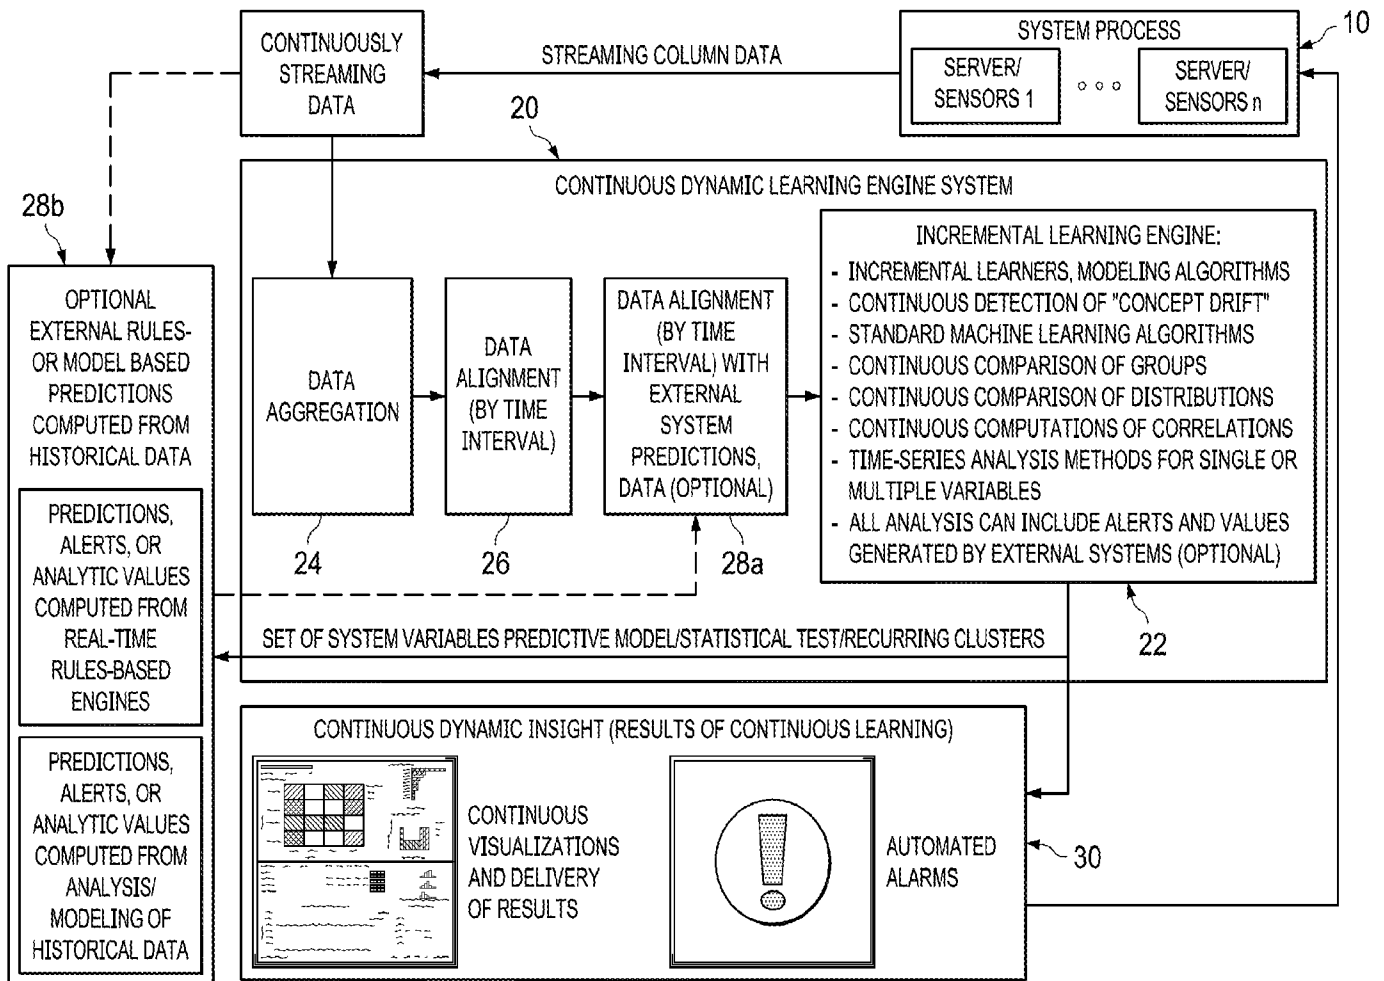 CONTINUOUSLY
STREAMING
DATA
STREAMING COLUMN DATA
SYSTEM PROCESS
SERVER/
SENSORS 1
SERVER/
SENSORS n
10
20
CONTINUOUS DYNAMIC LEARNING ENGINE SYSTEM
28b
OPTIONAL
EXTERNAL RULES-
OR MODEL BASED
PREDICTIONS
COMPUTED FROM
HISTORICAL DATA
PREDICTIONS,
ALERTS, OR
ANALYTIC VALUES
COMPUTED FROM
REAL-TIME
RULES-BASED
ENGINES
PREDICTIONS,
ALERTS, OR
ANALYTIC VALUES
COMPUTED FROM
ANALYSIS/
MODELING OF
HISTORICAL DATA
DATA
AGGREGATION
24
DATA
ALIGNMENT
(BY TIME
INTERVAL)
26
DATA ALIGNMENT
(BY TIME
INTERVAL) WITH
EXTERNAL
SYSTEM
PREDICTIONS,
DATA (OPTIONAL)
28a
INCREMENTAL LEARNING ENGINE:
- INCREMENTAL LEARNERS, MODELING ALGORITHMS
- CONTINUOUS DETECTION OF "CONCEPT DRIFT"
- STANDARD MACHINE LEARNING ALGORITHMS
- CONTINUOUS COMPARISON OF GROUPS
- CONTINUOUS COMPARISON OF DISTRIBUTIONS
- CONTINUOUS COMPUTATIONS OF CORRELATIONS
- TIME-SERIES ANALYSIS METHODS FOR SINGLE OR
MULTIPLE VARIABLES
- ALL ANALYSIS CAN INCLUDE ALERTS AND VALUES
GENERATED BY EXTERNAL SYSTEMS (OPTIONAL)
22
SET OF SYSTEM VARIABLES PREDICTIVE MODEL/STATISTICAL TEST/RECURRING CLUSTERS
CONTINUOUS DYNAMIC INSIGHT (RESULTS OF CONTINUOUS LEARNING)
CONTINUOUS
VISUALIZATIONS
AND DELIVERY
OF RESULTS
!
AUTOMATED
ALARMS
30